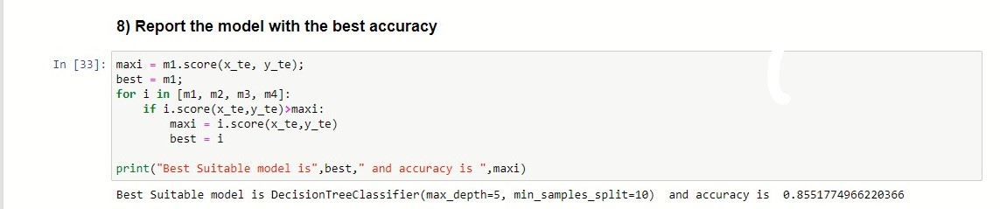 8) Report the model with the best accuracy
In [33]: maxi = m1.score(x_te, y_te);
best = m1;
for i in [m1, m2, m3, m4]:
    if i.score(x_te,y_te)>maxi:
        maxi = i.score(x_te,y_te)
        best = i
print("Best Suitable model is",best," and accuracy is ",maxi)
Best Suitable model is DecisionTreeClassifier(max_depth=5, min_samples_split=10)  and accuracy is  0.8551774966220366